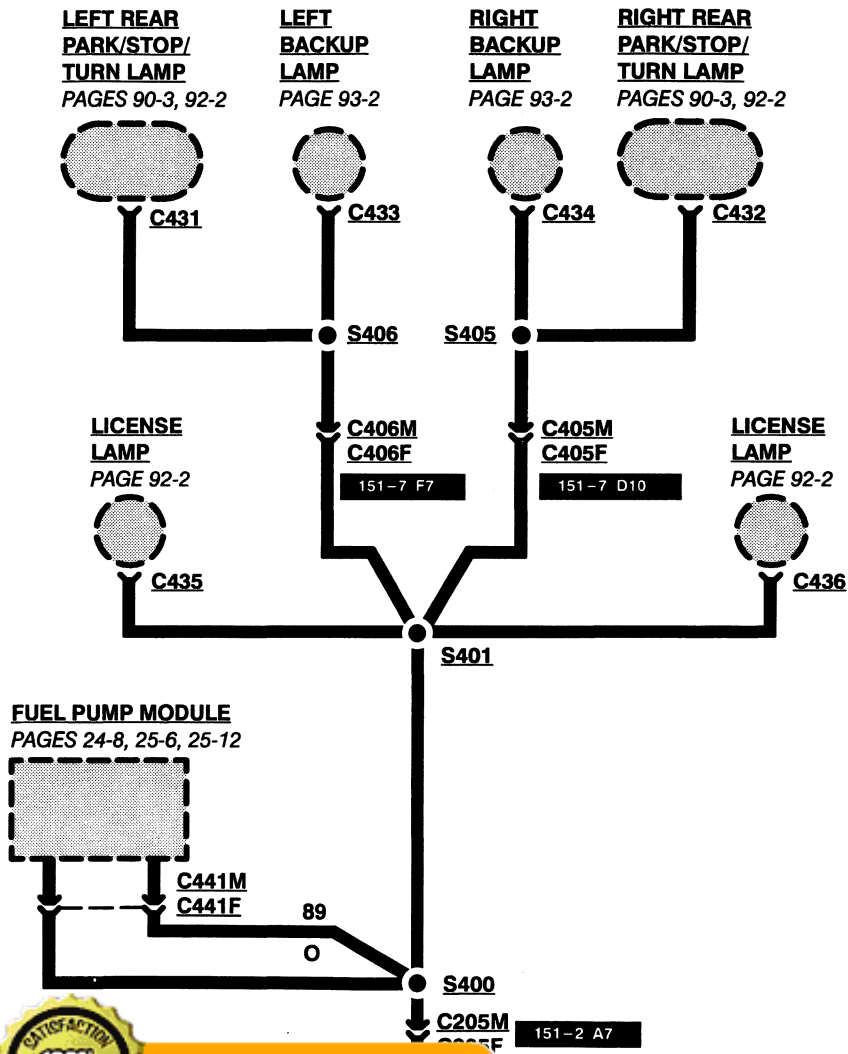 LEFT REAR
PARK/STOP/
TURN LAMP
PAGES 90-3, 92-2
LEFT
BACKUP
LAMP
PAGE 93-2
RIGHT
BACKUP
LAMP
PAGE 93-2
RIGHT REAR
PARK/STOP/
TURN LAMP
PAGES 90-3, 92-2
C431
C433
C434
C432
S406
S405
LICENSE
LAMP
PAGE 92-2
C406M
C406F
151-7 F7
C405M
C405F
151-7 D10
LICENSE
LAMP
PAGE 92-2
C435
C436
S401
FUEL PUMP MODULE
PAGES 24-8, 25-6, 25-12
C441M
C441F
89
O
S400
C205M
151-2 A7
SATISFACTION